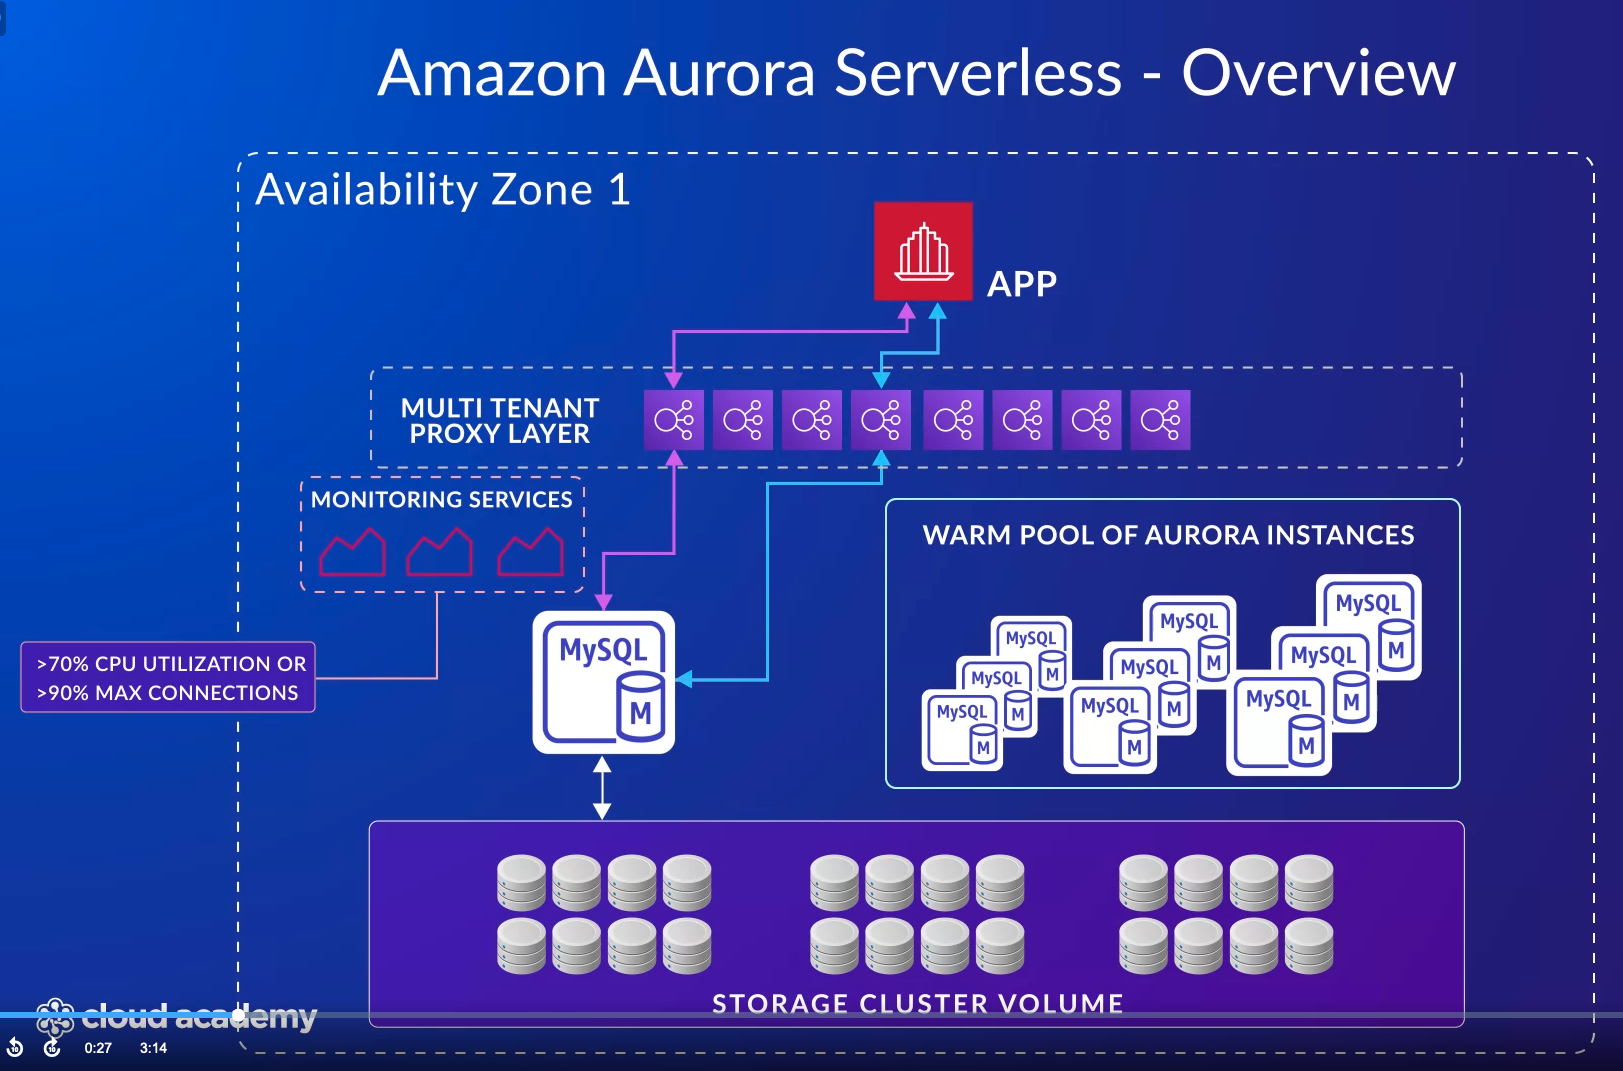 Amazon Aurora Serverless - Overview
Availability Zone 1
APP
MULTI TENANT
PROXY LAYER
MONITORING SERVICES
>70% CPU UTILIZATION OR
>90% MAX CONNECTIONS
MySQL
M
WARM POOL OF AURORA INSTANCES
MySQL
M
MySQL
M
MySQL
M
MySQL
M
MySQL
M
MySQL
M
MySQL
M
MySQL
M
MySQL
M
STORAGE CLUSTER VOLUME
cloud academy
10
10
0:27
3:14